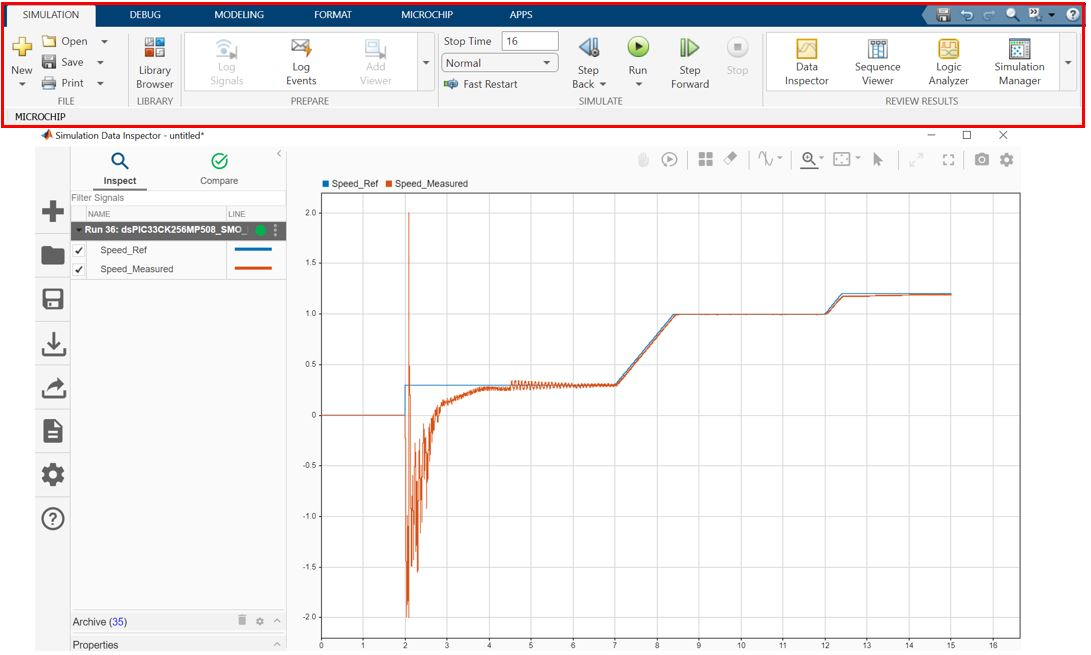 SIMULATION DEBUG MODELING FORMAT MICROCHIP APPS
New
Open
Save
Print
FILE
Library
Browser
LIBRARY
Log
Signals
Log
Events
Add
Viewer
PREPARE
Stop Time 16
Normal
Fast Restart
Step
Back
Run
Step
Forward
Stop
SIMULATE
Data
Inspector
Sequence
Viewer
Logic
Analyzer
Simulation
Manager
REVIEW RESULTS
MICROCHIP
Simulation Data Inspector - untitled*
Inspect
Compare
Filter Signals
NAME LINE
Run 36: dsPIC33CK256MP508_SMO_
Speed_Ref
Speed_Measured
Archive (35)
Properties
Speed_Ref Speed_Measured
2.0
1.5
1.0
0.5
0
-0.5
-1.0
-1.5
-2.0
0 1 2 3 4 5 6 7 8 9 10 11 12 13 14 15 16